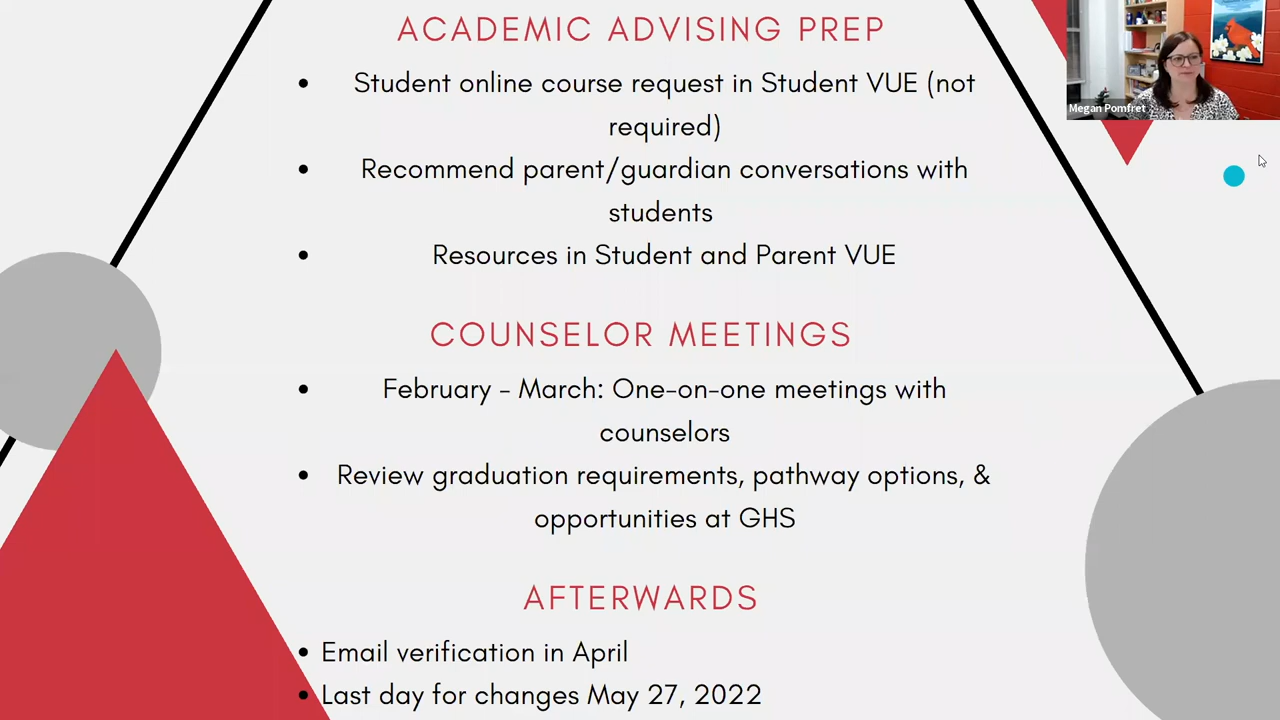 ACADEMIC ADVISING PREP
• Student online course request in Student VUE (not
required)
• Recommend parent/guardian conversations with
students
• Resources in Student and Parent VUE
COUNSELOR MEETINGS
• February - March: One-on-one meetings with
counselors
• Review graduation requirements, pathway options, &
opportunities at GHS
AFTERWARDS
• Email verification in April
• Last day for changes May 27, 2022
Megan Pomfret